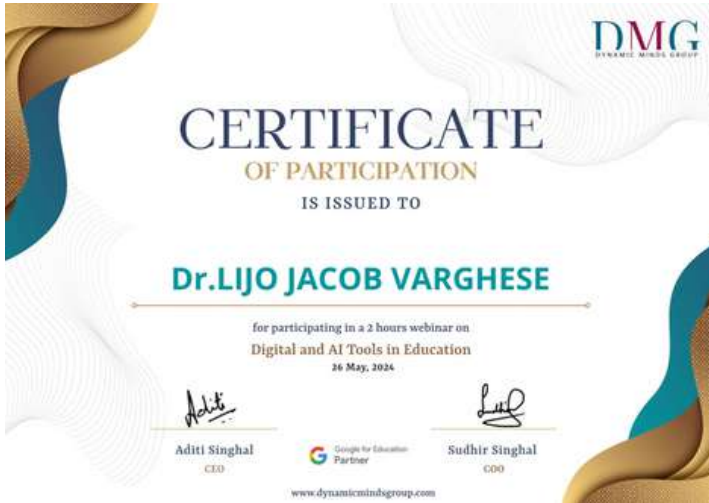 DMG
DYNAMIC MINDS GROUP
CERTIFICATE
OF PARTICIPATION
IS ISSUED TO
Dr.LIJO JACOB VARGHESE
for participating in a 2 hours webinar on
Digital and AI Tools in Education
26 May, 2024
Aditi
Sudhir
Aditi Singhal
CEO
Google for Education
Partner
Sudhir Singhal
COO
www.dynamicmindsgroup.com